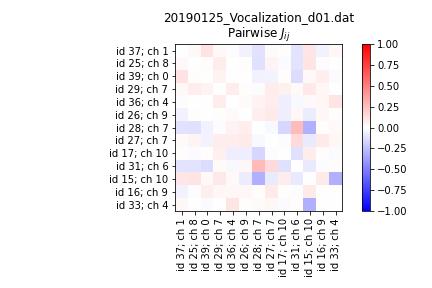 20190125_Vocalization_d01.dat
Pairwise J_{ij}
id 37; ch 1
id 25; ch 8
id 39; ch 0
id 29; ch 7
id 36; ch 4
id 26; ch 9
id 28; ch 7
id 27; ch 7
id 17; ch 10
id 31; ch 6
id 15; ch 10
id 16; ch 9
id 33; ch 4
1.00
0.75
0.50
0.25
0.00
−0.25
−0.50
−0.75
−1.00
id 37; ch 1
id 25; ch 8
id 39; ch 0
id 29; ch 7
id 36; ch 4
id 26; ch 9
id 28; ch 7
id 27; ch 7
id 17; ch 10
id 31; ch 6
id 15; ch 10
id 16; ch 9
id 33; ch 4